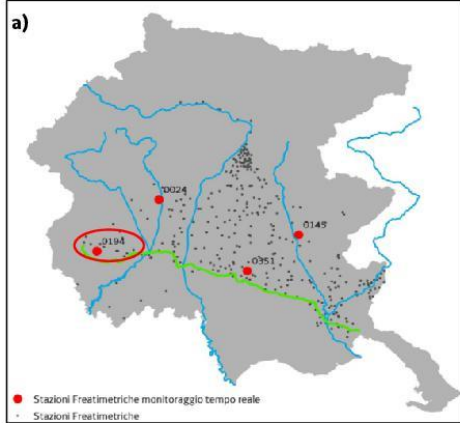 a)
0024
0194
0145
0351
Stazioni Freatimetriche monitoraggio tempo reale
Stazioni Freatimetriche